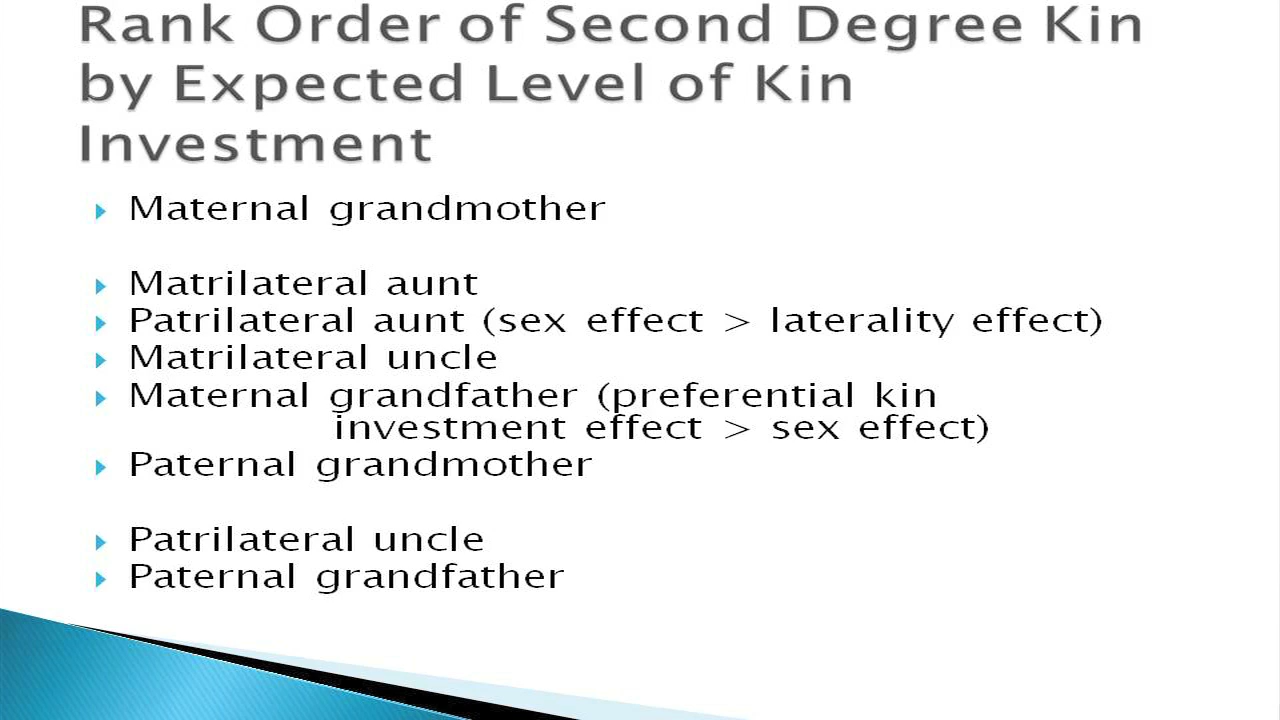 Rank Order of Second Degree Kin
by Expected Level of Kin
Investment
Maternal grandmother
Matrilateral aunt
Patrilateral aunt (sex effect > laterality effect)
Matrilateral uncle
Maternal grandfather (preferential kin
investment effect > sex effect)
Paternal grandmother
Patrilateral uncle
Paternal grandfather